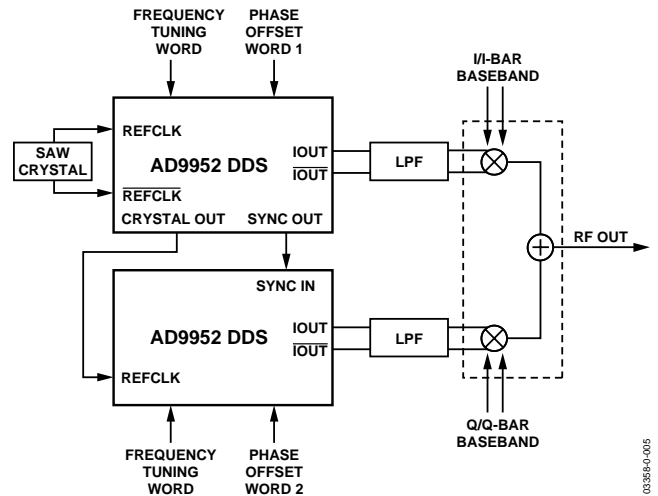 FREQUENCY
TUNING
WORD
PHASE
OFFSET
WORD 1
I/I-BAR
BASEBAND
REFCLK
SAW
CRYSTAL
AD9952 DDS
IOUT
IOUT
LPF
REFCLK
CRYSTAL OUT
SYNC OUT
RF OUT
SYNC IN
AD9952 DDS
IOUT
IOUT
LPF
REFCLK
FREQUENCY
TUNING
WORD
PHASE
OFFSET
WORD 2
Q/Q-BAR
BASEBAND
03358-0-005